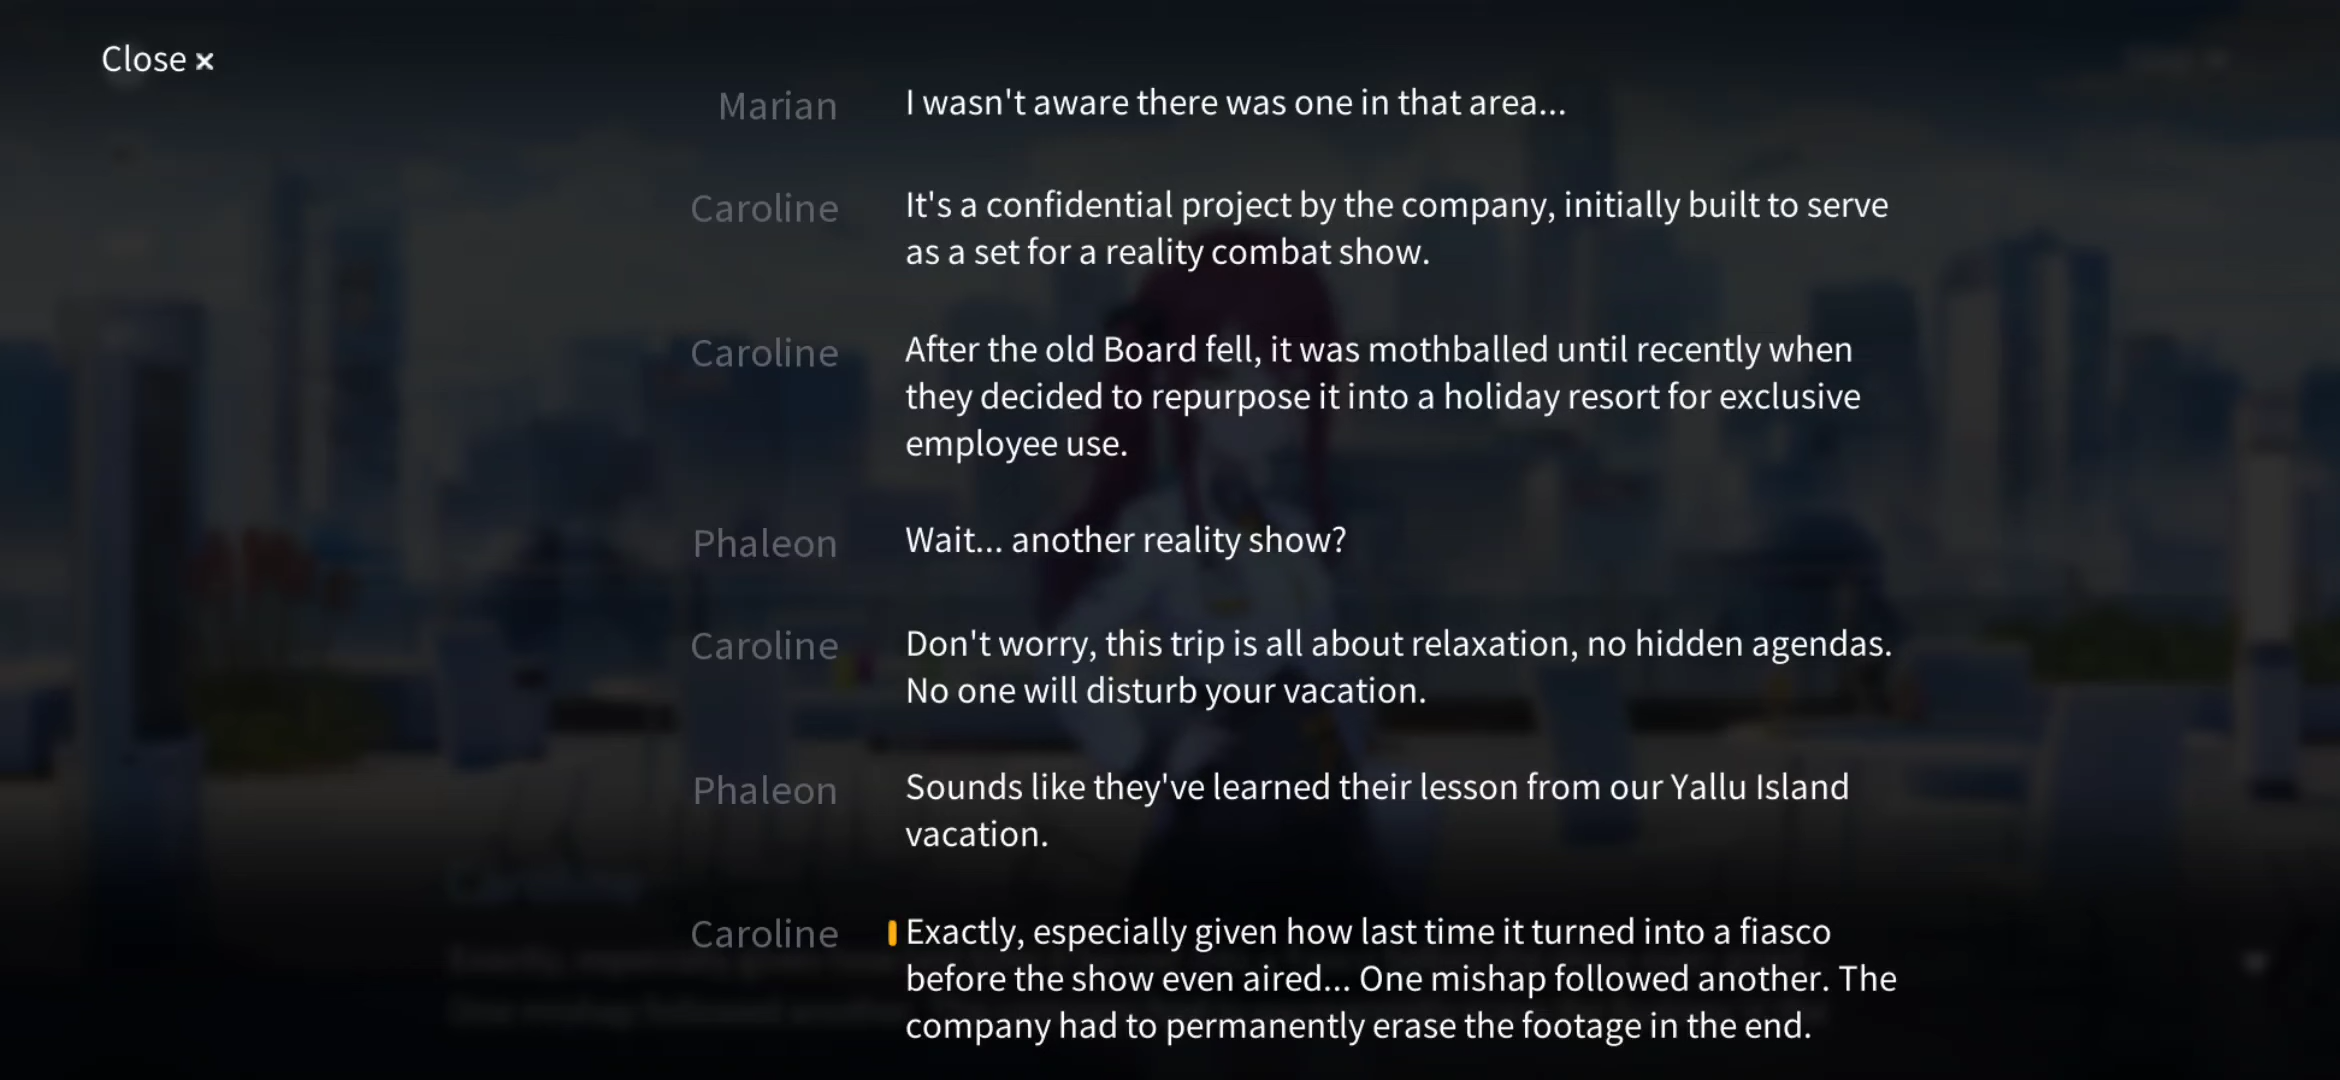 Close ×
Marian
I wasn't aware there was one in that area...
Caroline
It's a confidential project by the company, initially built to serve
as a set for a reality combat show.
Caroline
After the old Board fell, it was mothballed until recently when
they decided to repurpose it into a holiday resort for exclusive
employee use.
Phaleon
Wait... another reality show?
Caroline
Don't worry, this trip is all about relaxation, no hidden agendas.
No one will disturb your vacation.
Phaleon
Sounds like they've learned their lesson from our Yallu Island
vacation.
Caroline
Exactly, especially given how last time it turned into a fiasco
before the show even aired... One mishap followed another. The
company had to permanently erase the footage in the end.